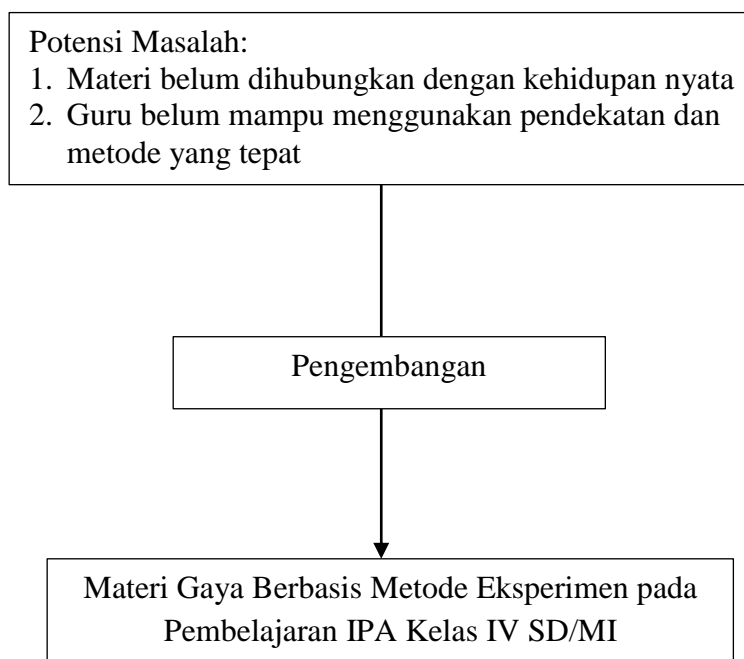 Potensi Masalah:
1. Materi belum dihubungkan dengan kehidupan nyata
2. Guru belum mampu menggunakan pendekatan dan
metode yang tepat
Pengembangan
Materi Gaya Berbasis Metode Eksperimen pada
Pembelajaran IPA Kelas IV SD/MI